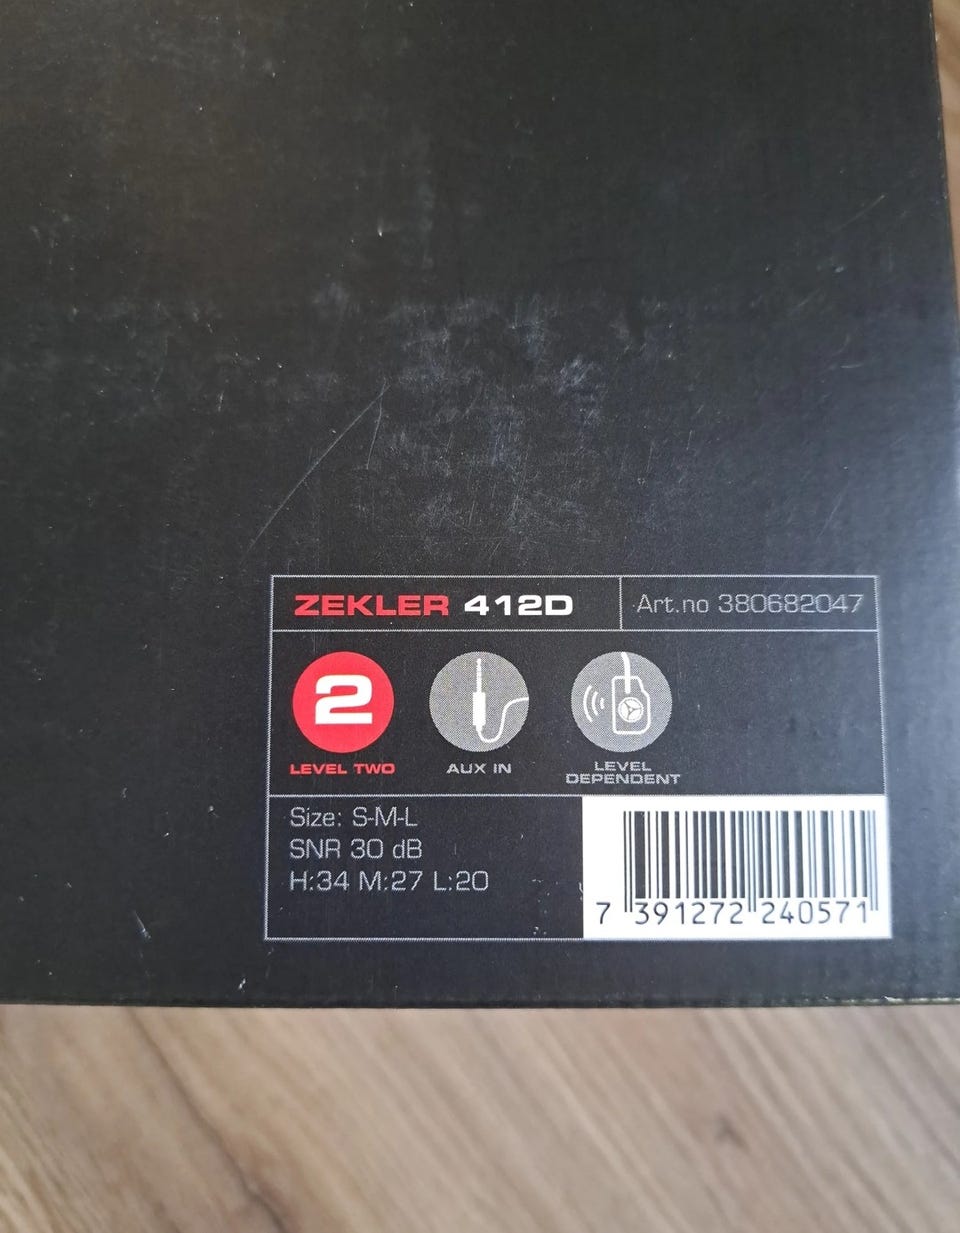 ZEKLER 412D
Art.no 380682047
2
LEVEL TWO
AUX IN
LEVEL
DEPENDENT
Size: S-M-L
SNR 30 dB
H:34 M:27 L:20
7 391272 240571